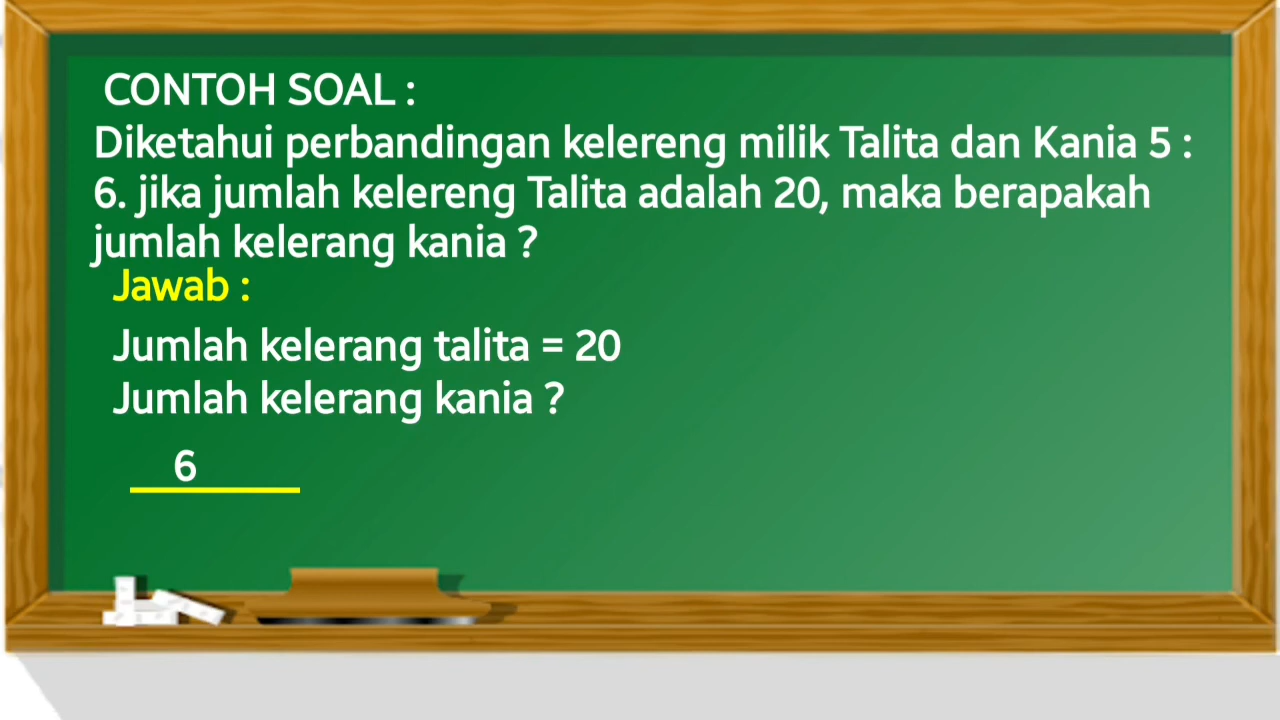 CONTOH SOAL :
Diketahui perbandingan kelereng milik Talita dan Kania 5 :
6. jika jumlah kelereng Talita adalah 20, maka berapakah
jumlah kelerang kania ?
Jawab :
Jumlah kelerang talita = 20
Jumlah kelerang kania ?
6